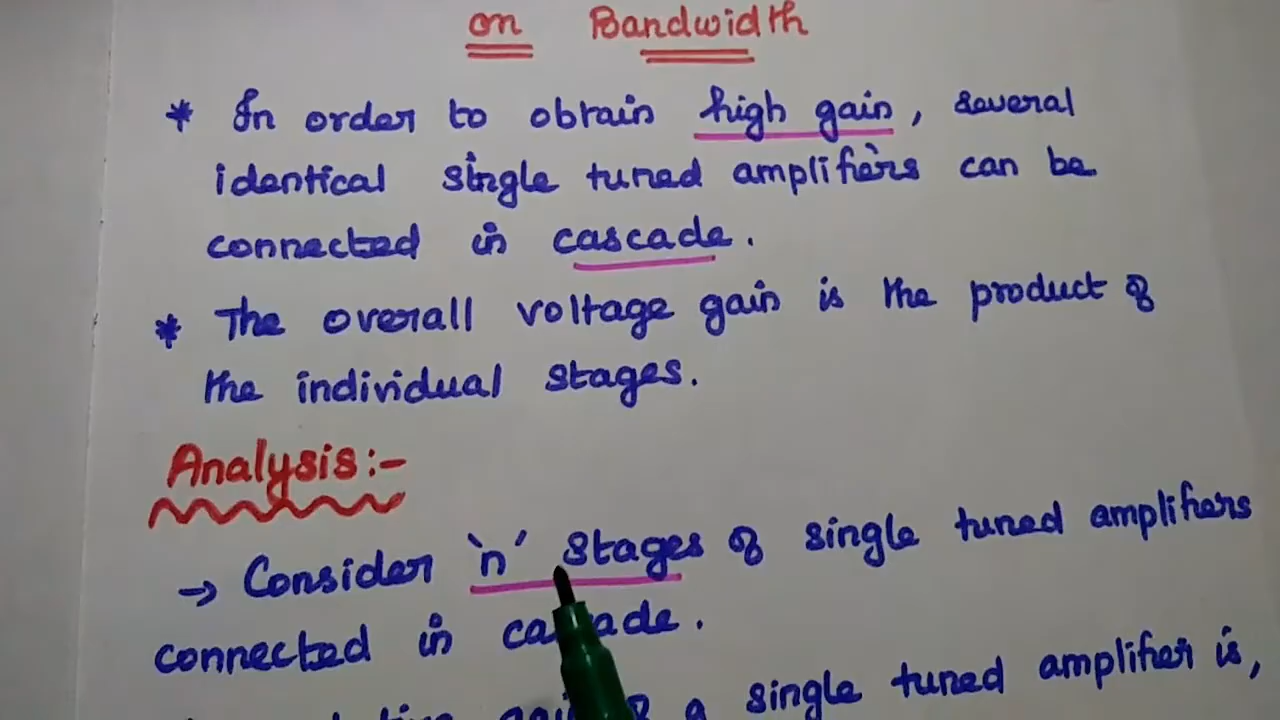 on Bandwidth
* In order to obtain high gain, several
identical single tuned amplifiers can be
connected in cascade.
* The overall voltage gain is the product of
the individual stages.
Analysis:-
→ Consider 'n' stages of single tuned amplifiers
connected in cascade.
a single tuned amplifier is,